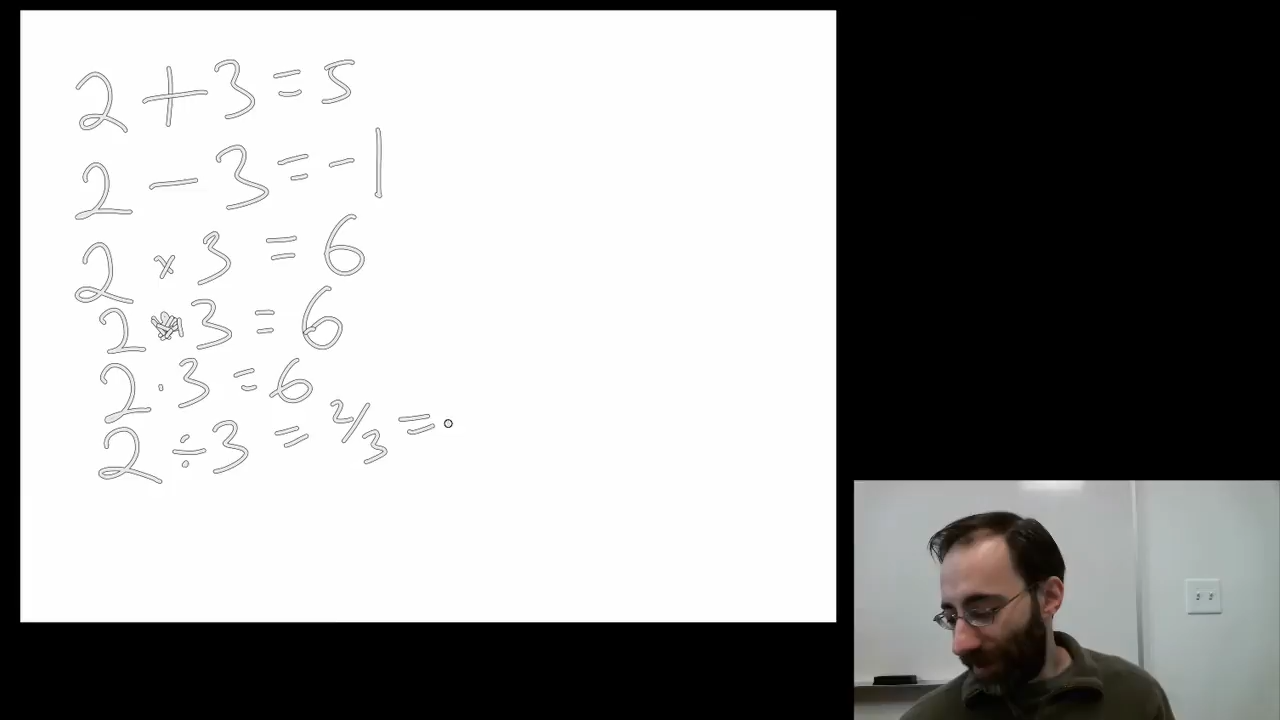 2 + 3 = 5
2 - 3 = -1
2 x 3 = 6
2 * 3 = 6
2 · 3 = 6
2 ÷ 3 = 2/3 =